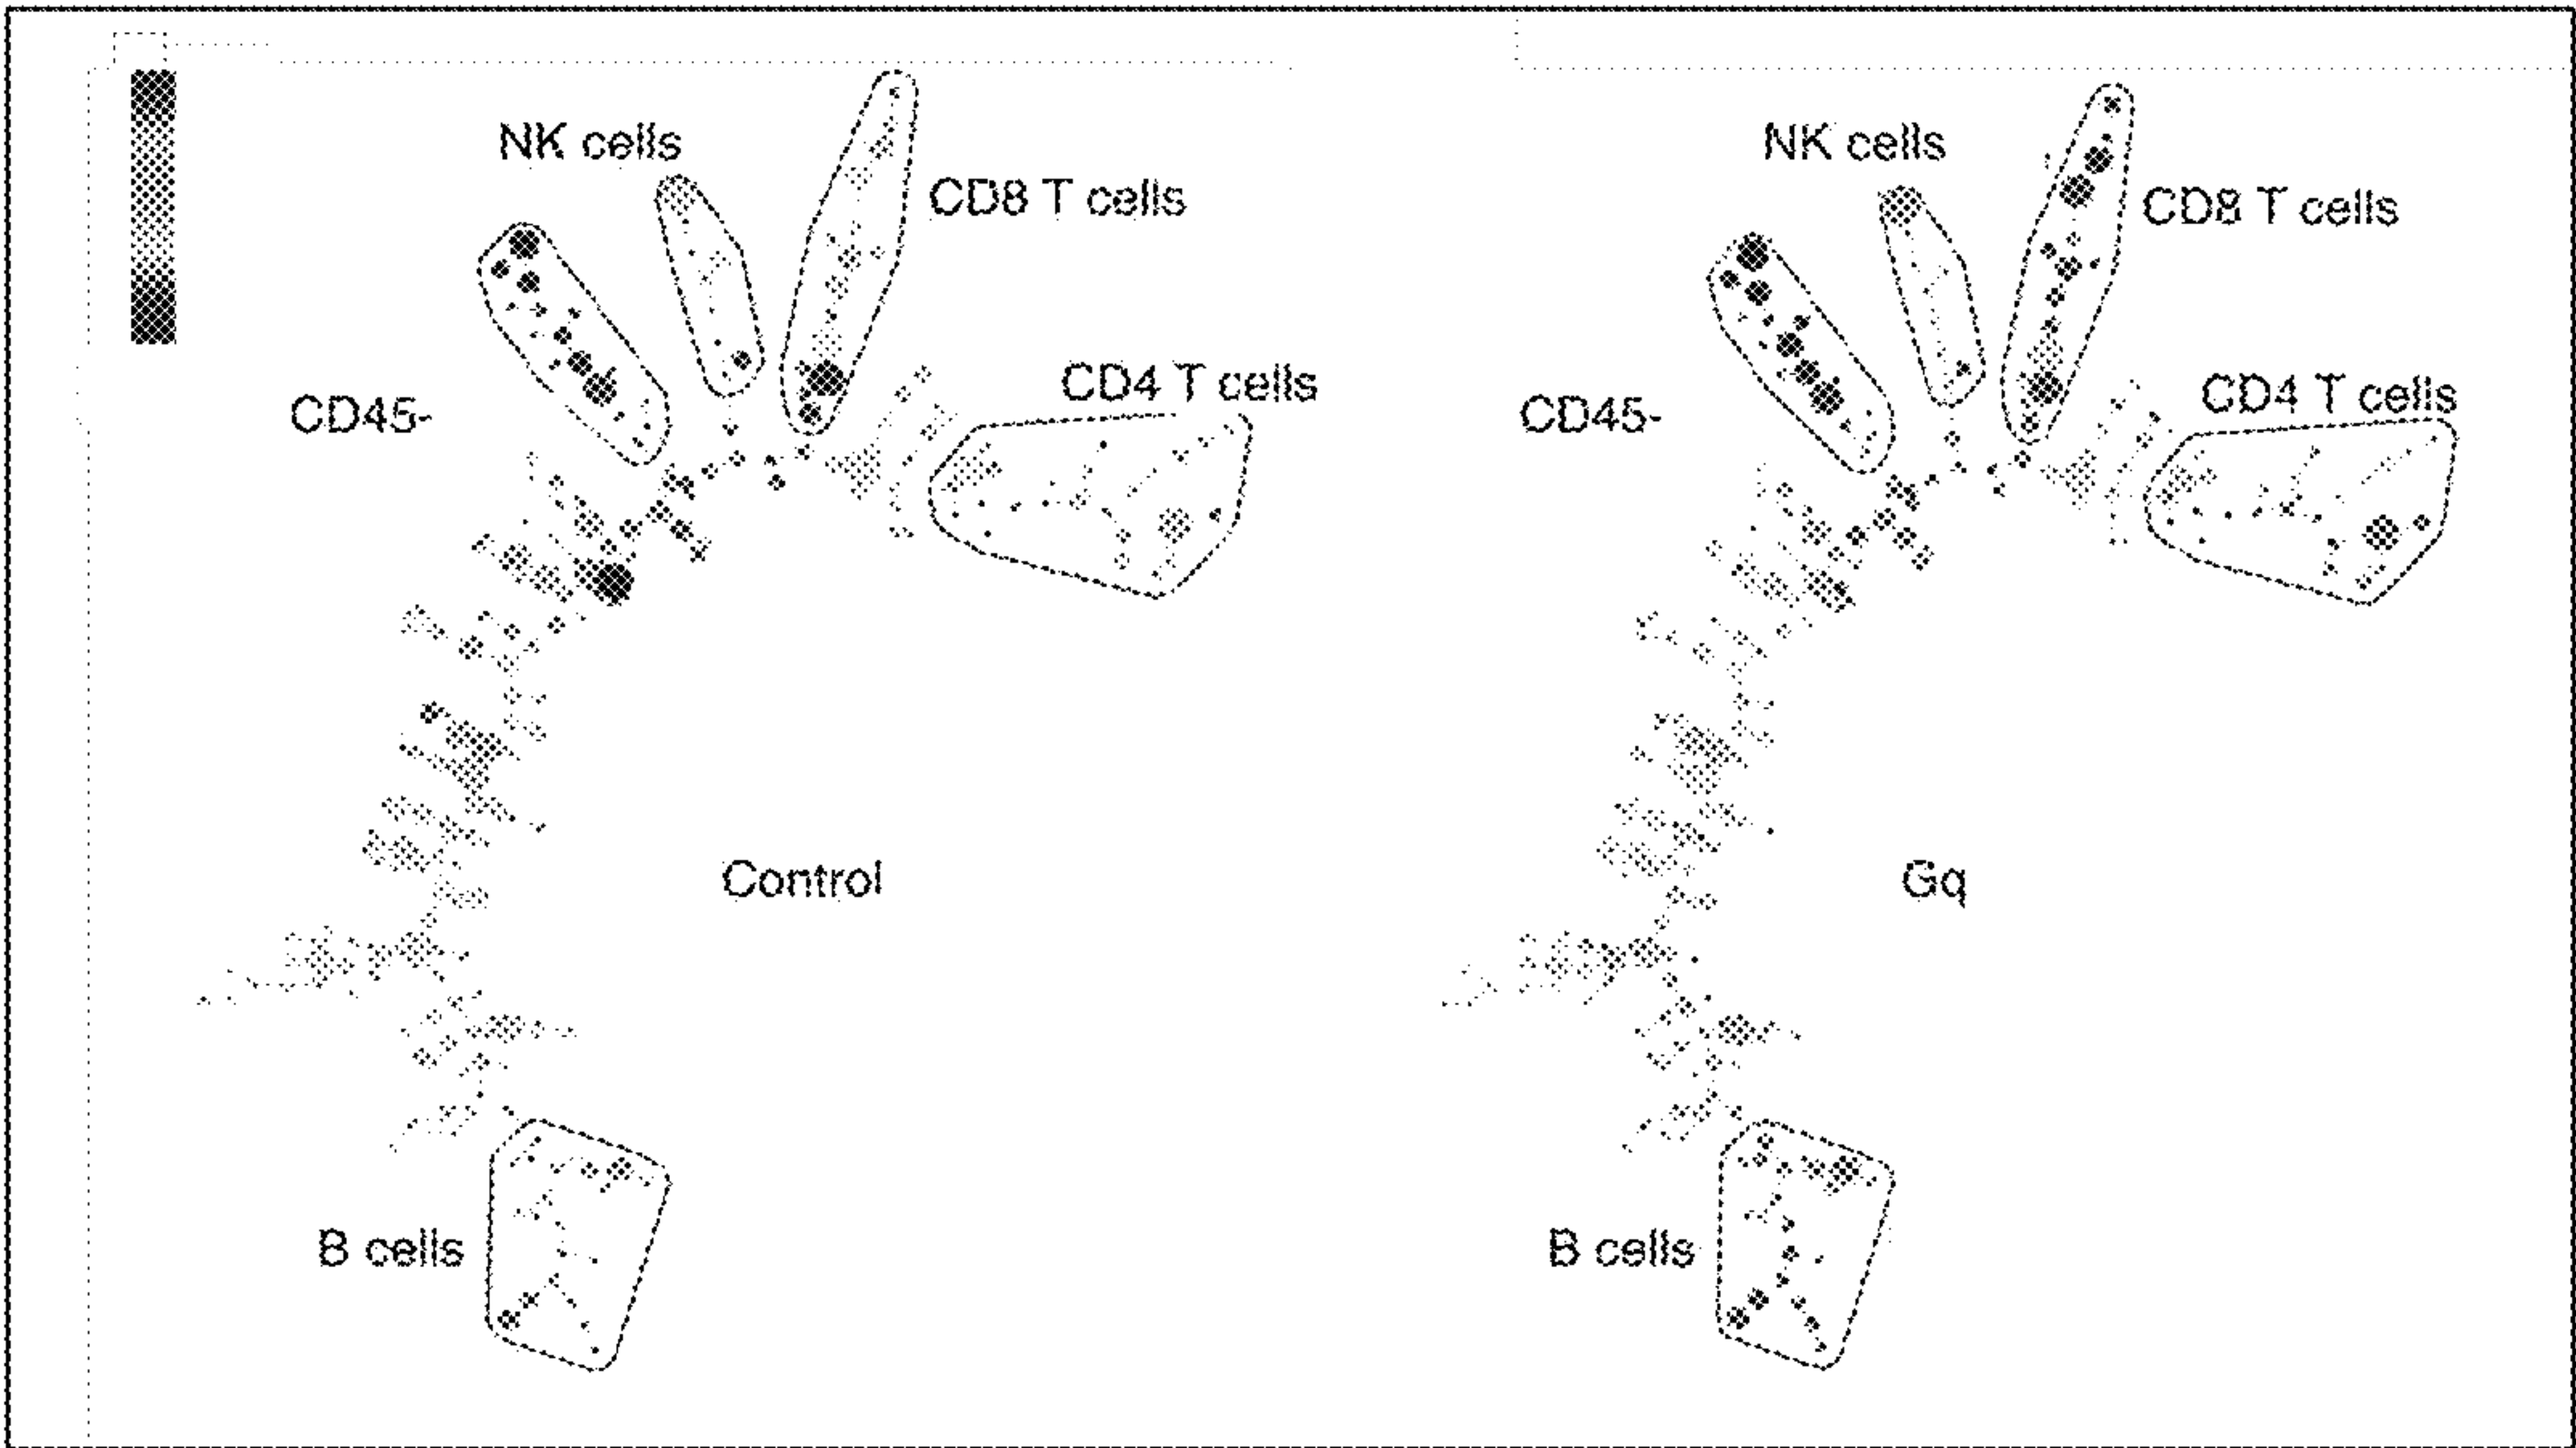 NK cells
CD8 T cells
CD45-
CD4 T cells
Control
B cells
NK cells
CD8 T cells
CD45-
CD4 T cells
Gq
B cells